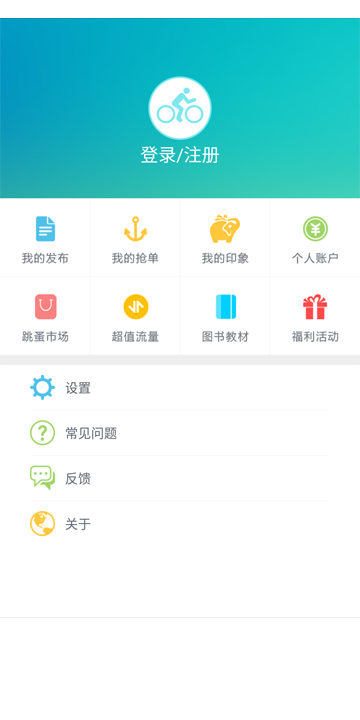 登录/注册
我的发布
我的抢单
我的印象
个人账户
跳蚤市场
超值流量
图书教材
福利活动
设置
常见问题
反馈
关于